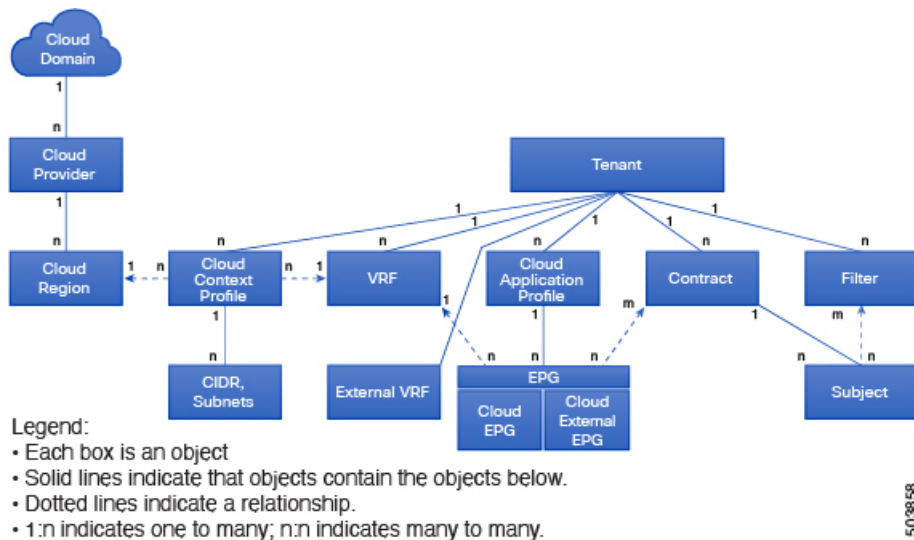 Cloud
Domain
1
n
Cloud
Provider
Tenant
1
n
1
1
1
1
1
n
n
n
n
n
Cloud
Region
1
n
Cloud
Context
Profile
n
1
VRF
Cloud
Application
Profile
Contract
Filter
1
n
1
n
1
n
m
n
1
n
m
n
CIDR,
Subnets
External VRF
EPG
Cloud
EPG
Cloud
External
EPG
Subject
Legend:
• Each box is an object
• Solid lines indicate that objects contain the objects below.
• Dotted lines indicate a relationship.
• 1:n indicates one to many; n:n indicates many to many.
503858